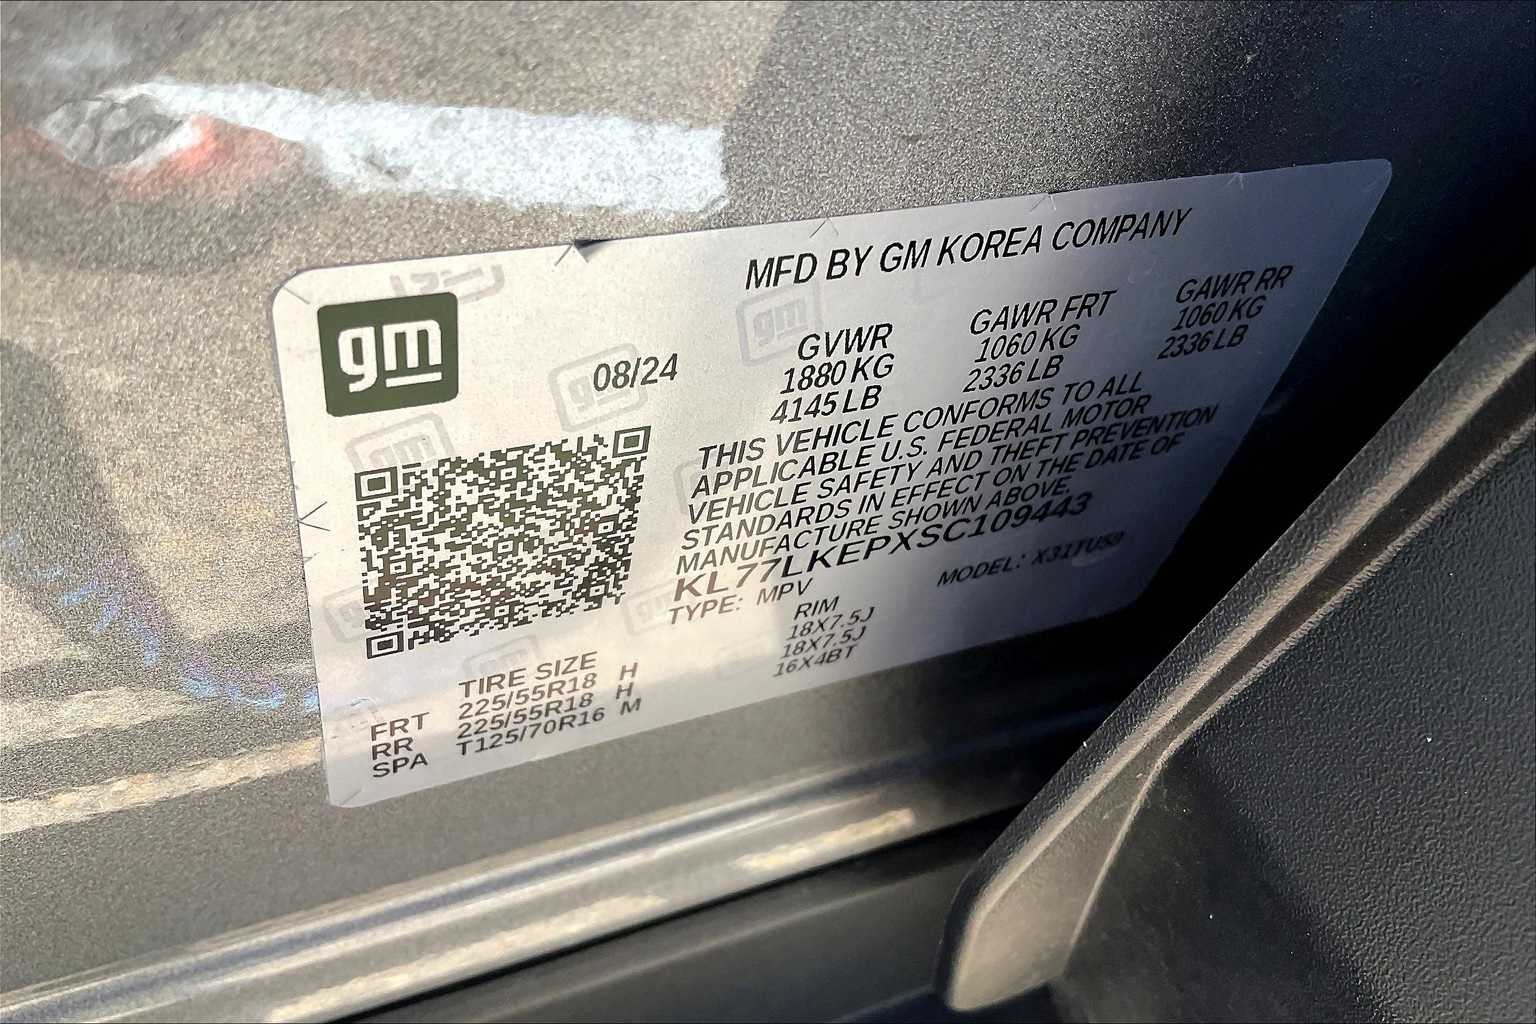 MFD BY GM KOREA COMPANY
gm
08/24
GVWR
1880 KG
4145 LB
GAWR FRT
1060 KG
2336 LB
GAWR RR
1060 KG
2336 LB
THIS VEHICLE CONFORMS TO ALL
APPLICABLE U.S. FEDERAL MOTOR
VEHICLE SAFETY AND THEFT PREVENTION
STANDARDS IN EFFECT ON THE DATE OF
MANUFACTURE SHOWN ABOVE.
KL77LKEPXSC109443
TYPE: MPV
MODEL:
TIRE SIZE
RIM
FRT 225/55R18 H 18X7.5J
RR 225/55R18 H 18X7.5J
SPA T125/70R16 M 16X4BT